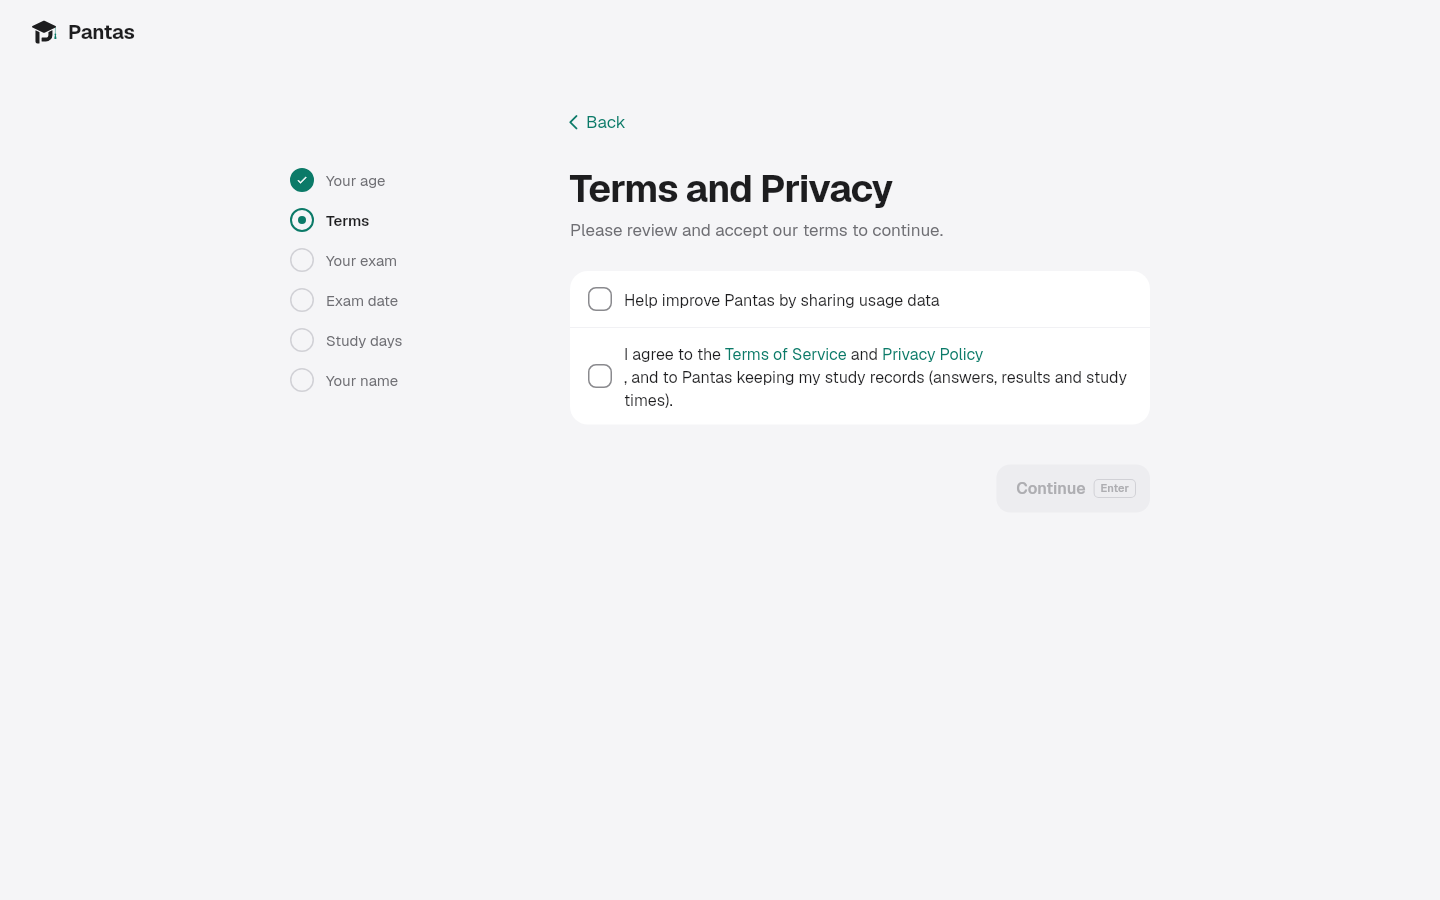 Pantas
Back
Your age
Terms
Your exam
Exam date
Study days
Your name
Terms and Privacy
Please review and accept our terms to continue.
Help improve Pantas by sharing usage data
I agree to the Terms of Service and Privacy Policy
, and to Pantas keeping my study records (answers, results and study
times).
Continue Enter